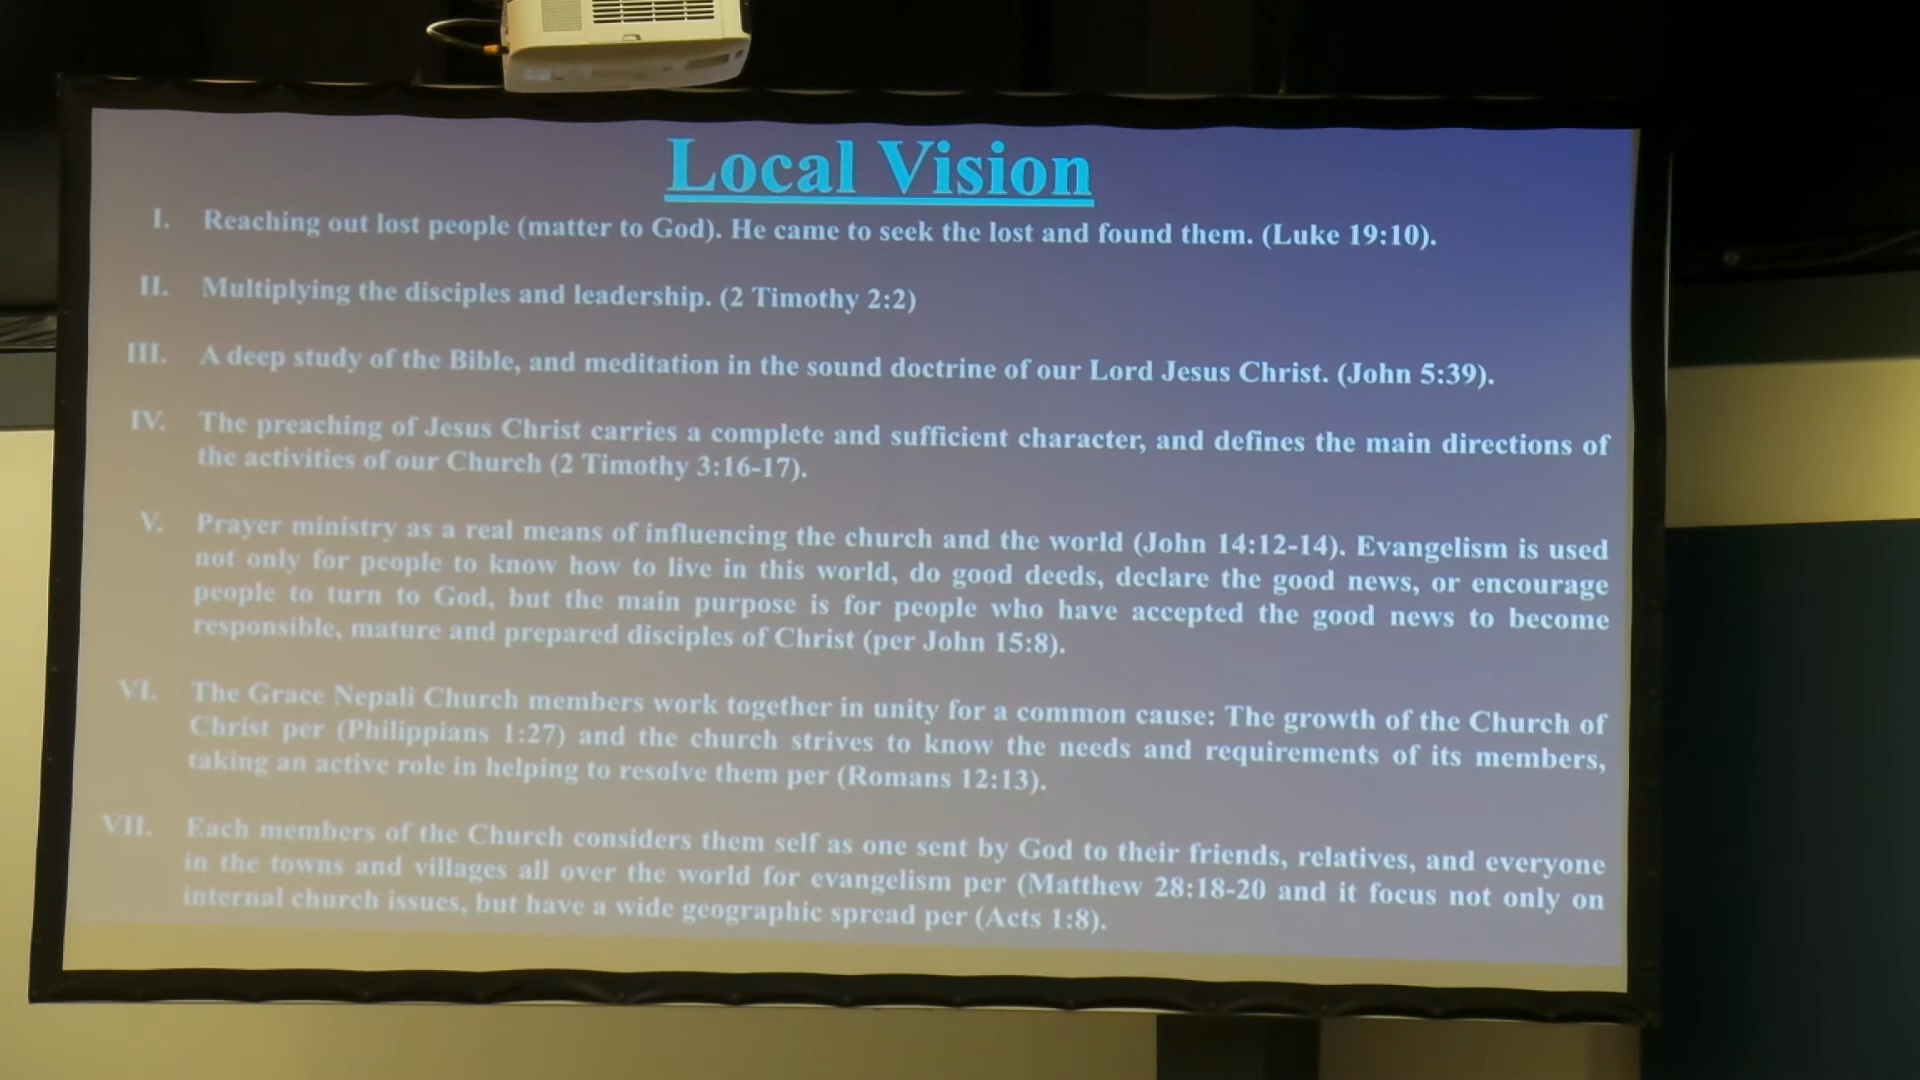 Local Vision
I. Reaching out lost people (matter to God). He came to seek the lost and found them. (Luke 19:10).
II. Multiplying the disciples and leadership. (2 Timothy 2:2)
III. A deep study of the Bible, and meditation in the sound doctrine of our Lord Jesus Christ. (John 5:39).
IV. The preaching of Jesus Christ carries a complete and sufficient character, and defines the main directions of
the activities of our Church (2 Timothy 3:16-17).
V. Prayer ministry as a real means of influencing the church and the world (John 14:12-14). Evangelism is used
not only for people to know how to live in this world, do good deeds, declare the good news, or encourage
people to turn to God, but the main purpose is for people who have accepted the good news to become
responsible, mature and prepared disciples of Christ (per John 15:8).
VI. The Grace Nepali Church members work together in unity for a common cause: The growth of the Church of
Christ per (Philippians 1:27) and the church strives to know the needs and requirements of its members,
taking an active role in helping to resolve them per (Romans 12:13).
VII. Each members of the Church considers them self as one sent by God to their friends, relatives, and everyone
in the towns and villages all over the world for evangelism per (Matthew 28:18-20 and it focus not only on
internal church issues, but have a wide geographic spread per (Acts 1:8).